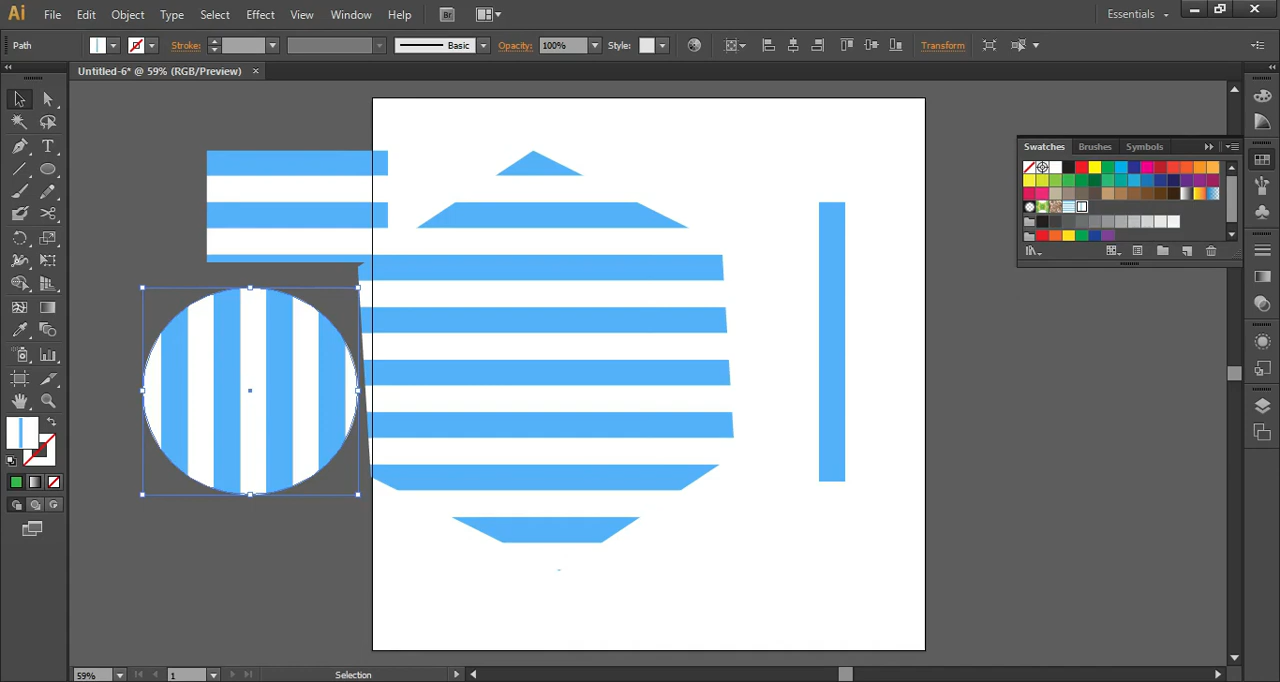 Ai File Edit Object Type Select Effect View Window Help Br Essentials
Path Stroke: Basic Opacity: 100% Style: Transform
Untitled-6* @ 59% (RGB/Preview) ×
Swatches Brushes Symbols
T
59% 1 Selection